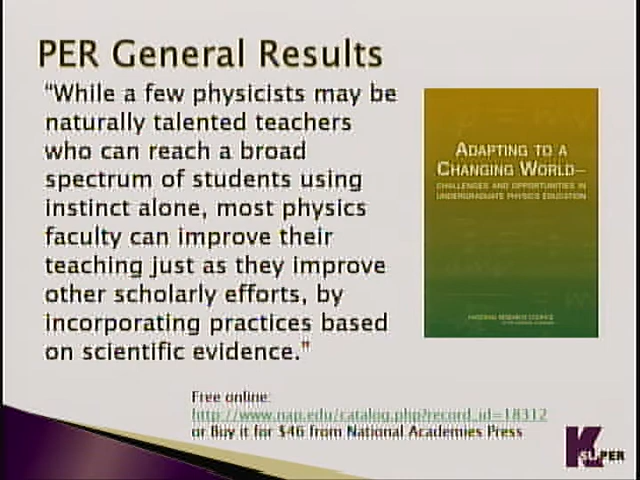 PER General Results
"While a few physicists may be
naturally talented teachers
who can reach a broad
spectrum of students using
instinct alone, most physics
faculty can improve their
teaching just as they improve
other scholarly efforts, by
incorporating practices based
on scientific evidence."
ADAPTING TO A
CHANGING WORLD—
CHALLENGES AND OPPORTUNITIES IN
UNDERGRADUATE PHYSICS EDUCATION
NATIONAL RESEARCH COUNCIL
Free online:
http://www.nap.edu/catalog.php?record_id=18312
or Buy it for $46 from National Academies Press
K
SUPER